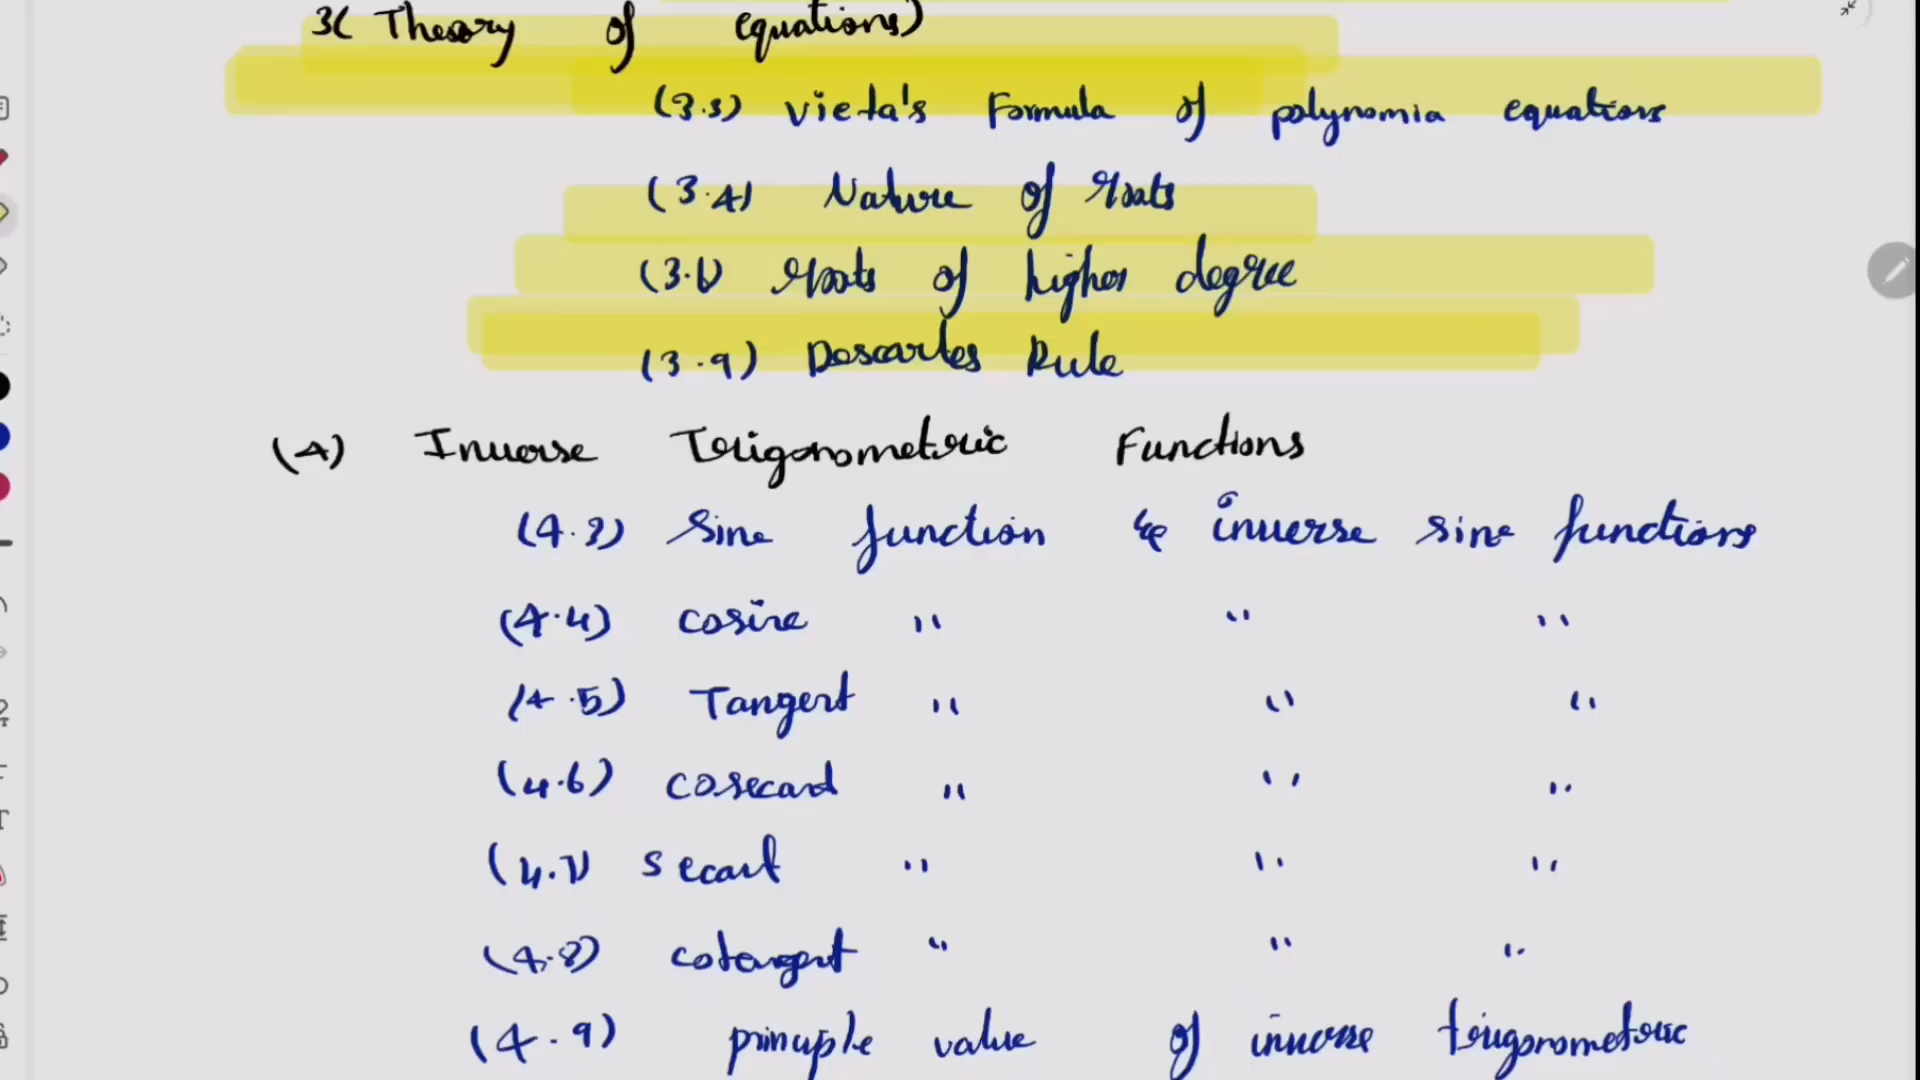 3( Theory of equations)
(3.3) Vieta's Formula of polynomia equations
(3.4) Nature of roots
(3.6) roots of higher degree
(3.9) Descartes Rule
(4) Inverse Trigonometric Functions
(4.3) Sine function & inverse sine functions
(4.4) cosine " " "
(4.5) Tangent " " "
(4.6) cosecant " " "
(4.7) secant " " "
(4.8) cotangent " " "
(4.9) principle value of inverse trigonometric